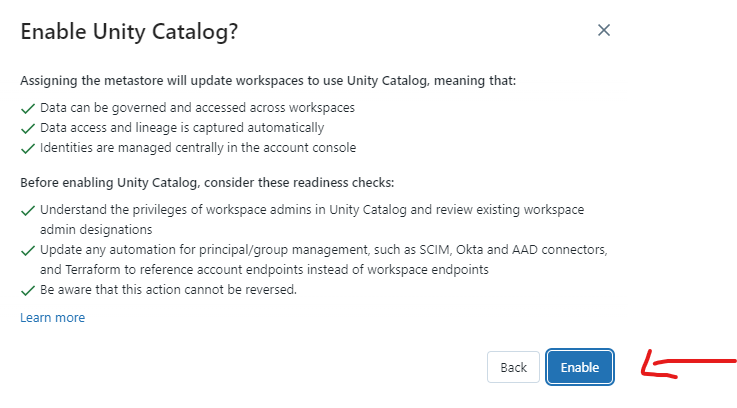 Enable Unity Catalog?
Assigning the metastore will update workspaces to use Unity Catalog, meaning that:
Data can be governed and accessed across workspaces
Data access and lineage is captured automatically
Identities are managed centrally in the account console
Before enabling Unity Catalog, consider these readiness checks:
Understand the privileges of workspace admins in Unity Catalog and review existing workspace
admin designations
Update any automation for principal/group management, such as SCIM, Okta and AAD connectors,
and Terraform to reference account endpoints instead of workspace endpoints
Be aware that this action cannot be reversed.
Learn more
Back Enable